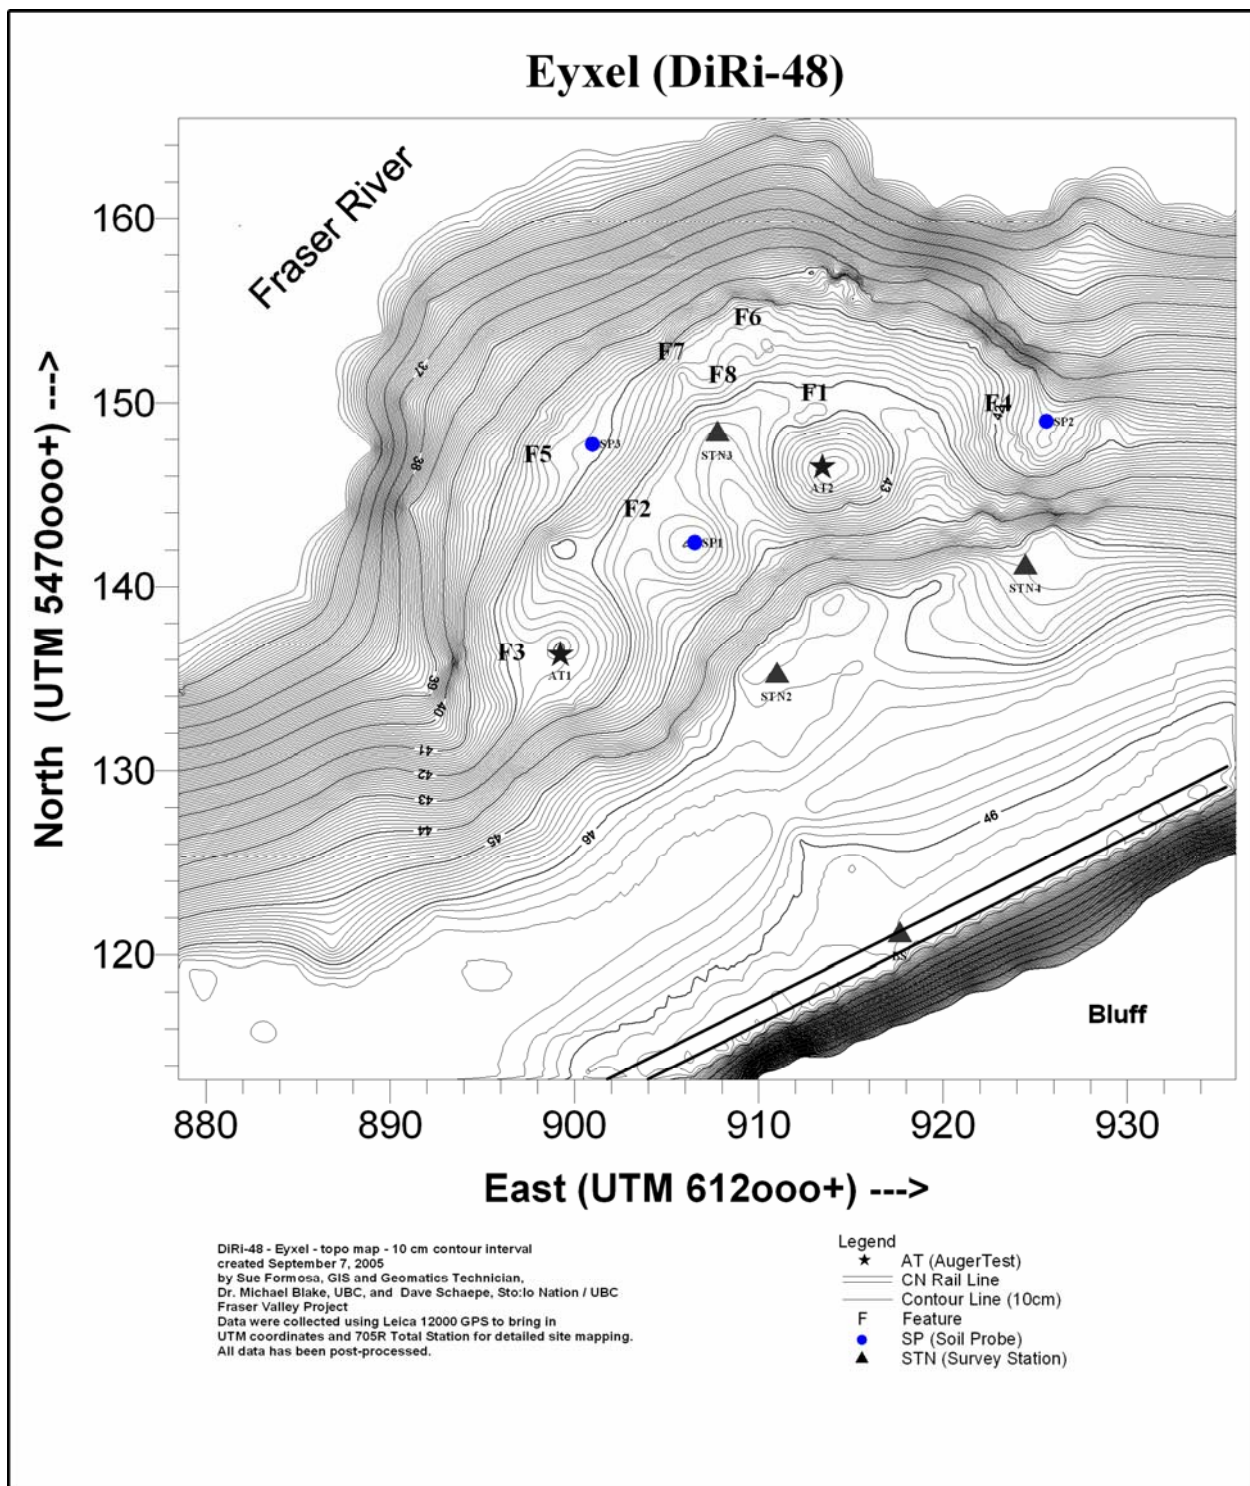 Eyxel (DiRi-48)
Fraser River
160
150
140
130
120
North (UTM 5470ooo+) --->
37
38
39
40
41
42
43
44
45
46
46
43
42
F6
F7
F8
F1
F4
SP2
F5
SP3
STN3
AT2
F2
SP1
STN4
F3
AT1
STN2
BS
Bluff
880
890
900
910
920
930
East (UTM 612ooo+) --->
DiRi-48 - Eyxel - topo map - 10 cm contour interval
created September 7, 2005
by Sue Formosa, GIS and Geomatics Technician,
Dr. Michael Blake, UBC, and Dave Schaepe, Sto:lo Nation / UBC
Fraser Valley Project
Data were collected using Leica 12000 GPS to bring in
UTM coordinates and 705R Total Station for detailed site mapping.
All data has been post-processed.
Legend
AT (AugerTest)
CN Rail Line
Contour Line (10cm)
F Feature
SP (Soil Probe)
STN (Survey Station)